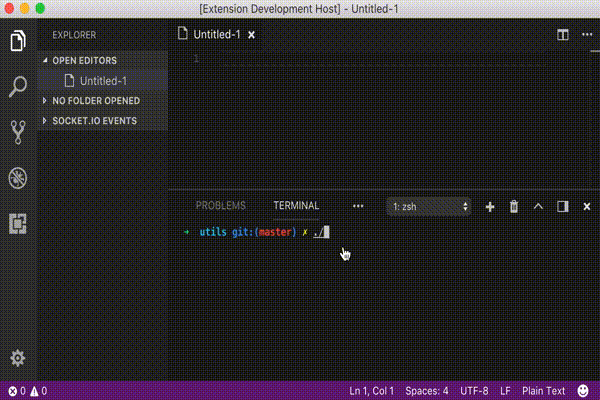 [Extension Development Host] - Untitled-1
EXPLORER
OPEN EDITORS
Untitled-1
NO FOLDER OPENED
SOCKET.IO EVENTS
Untitled-1 ×
1
PROBLEMS TERMINAL ••• 1: zsh
➜ utils git:(master) ✗ ./
0 0 Ln 1, Col 1 Spaces: 4 UTF-8 LF Plain Text